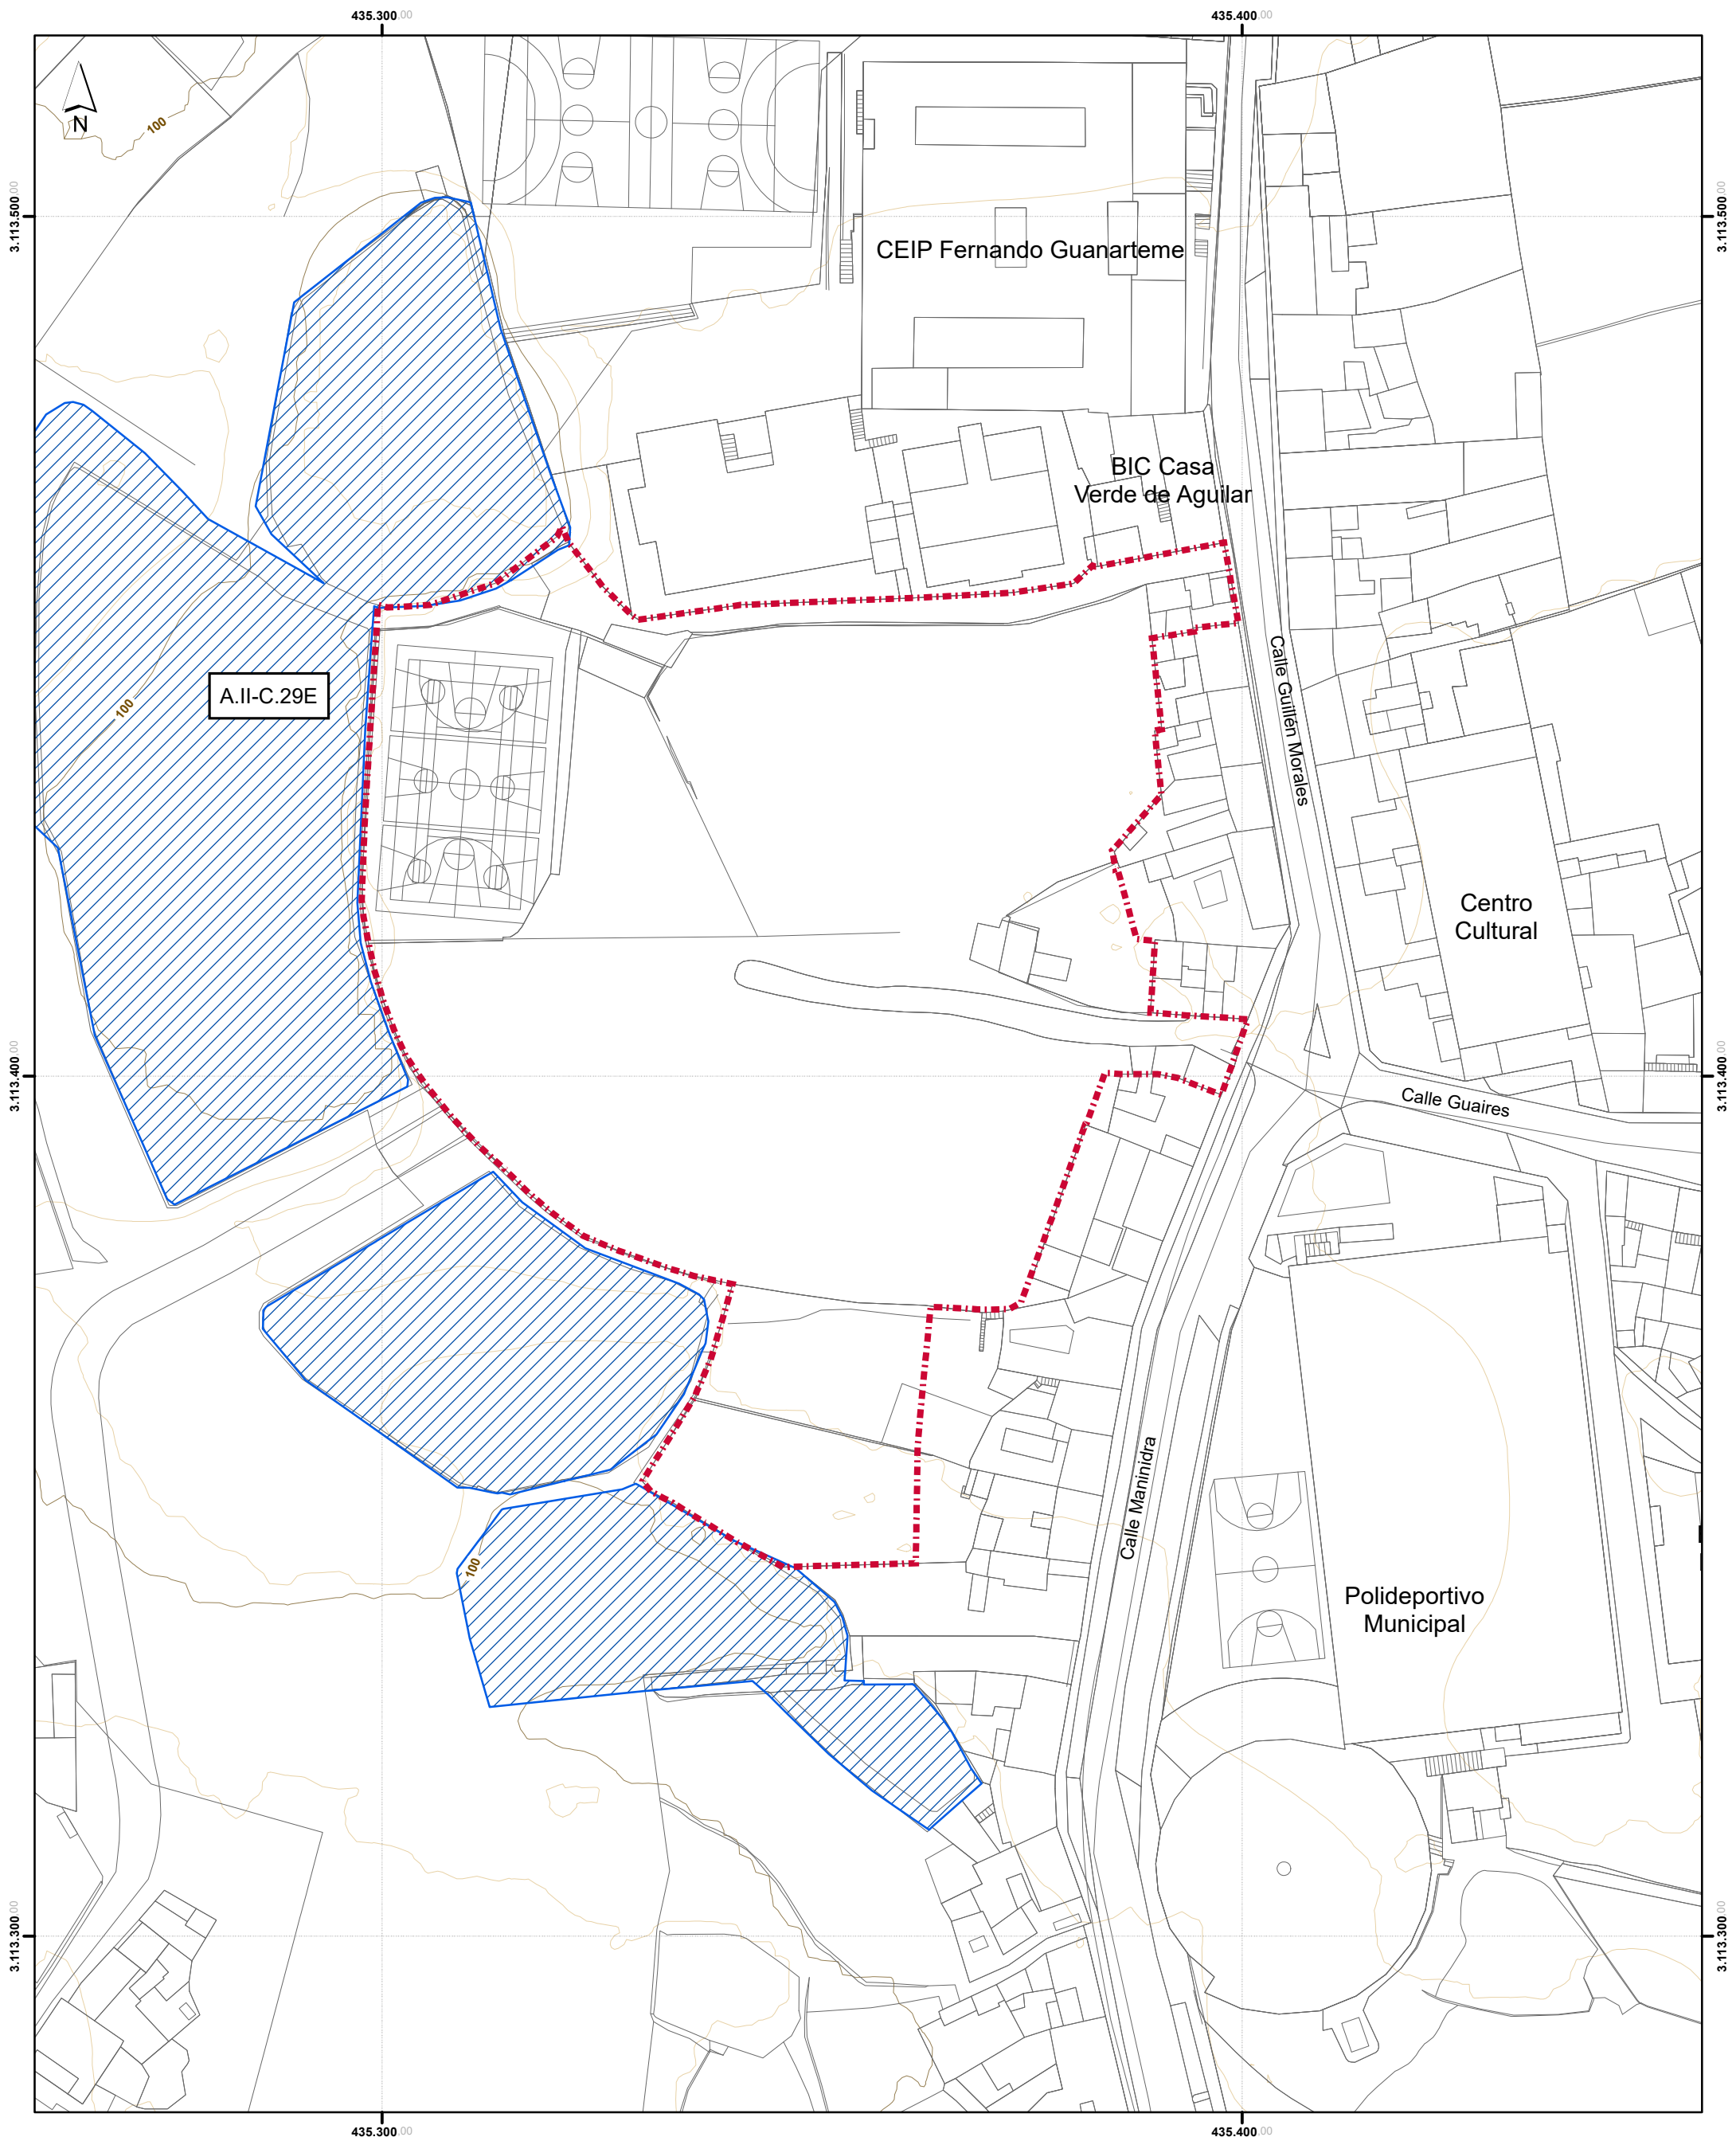 435.300.00
435.400.00
N
100
3.113.500.00
3.113.500.00
CEIP Fernando Guanarteme
BIC Casa
Verde de Aguilar
A.II-C.29E
100
Calle Guillén Morales
Centro
Cultural
3.113.400.00
3.113.400.00
Calle Guaires
Calle Maninidra
100
Polideportivo
Municipal
3.113.300.00
3.113.300.00
435.300.00
435.400.00